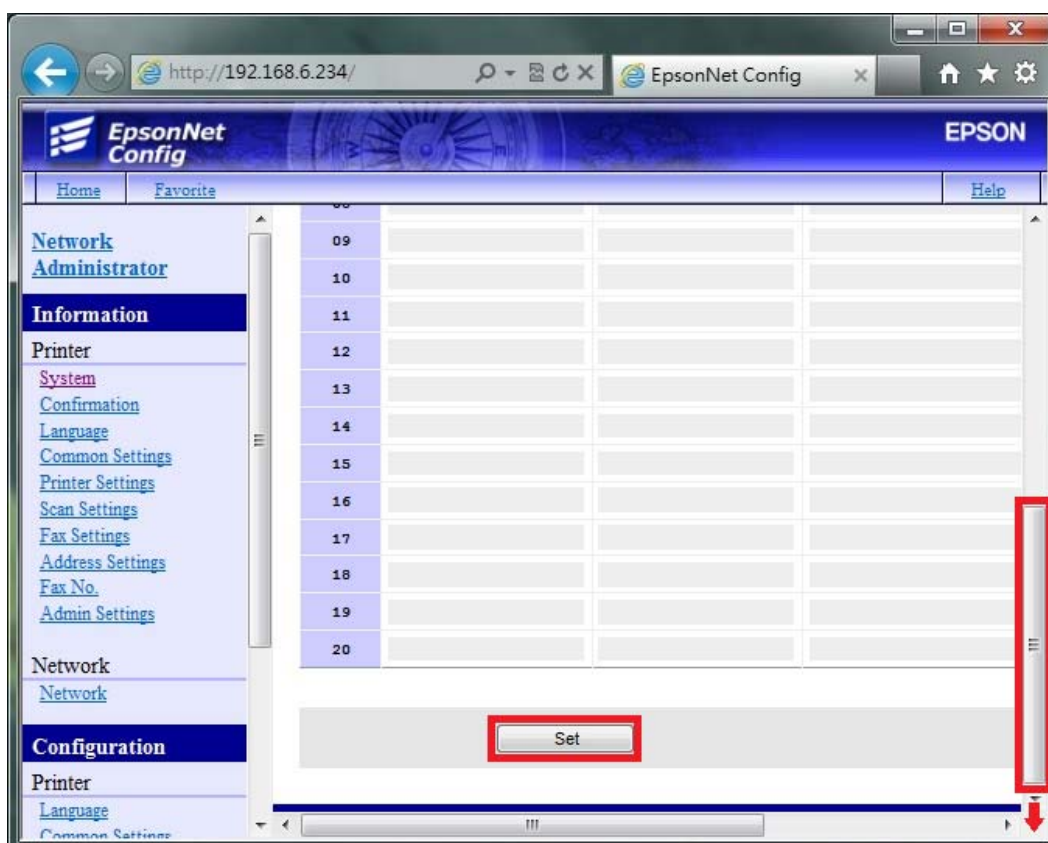 http://192.168.6.234/
EpsonNet Config
EpsonNet
Config
EPSON
Home
Favorite
Help
Network
Administrator
Information
Printer
System
Confirmation
Language
Common Settings
Printer Settings
Scan Settings
Fax Settings
Address Settings
Fax No.
Admin Settings
Network
Network
Configuration
Printer
Language
Common Settings
09
10
11
12
13
14
15
16
17
18
19
20
Set